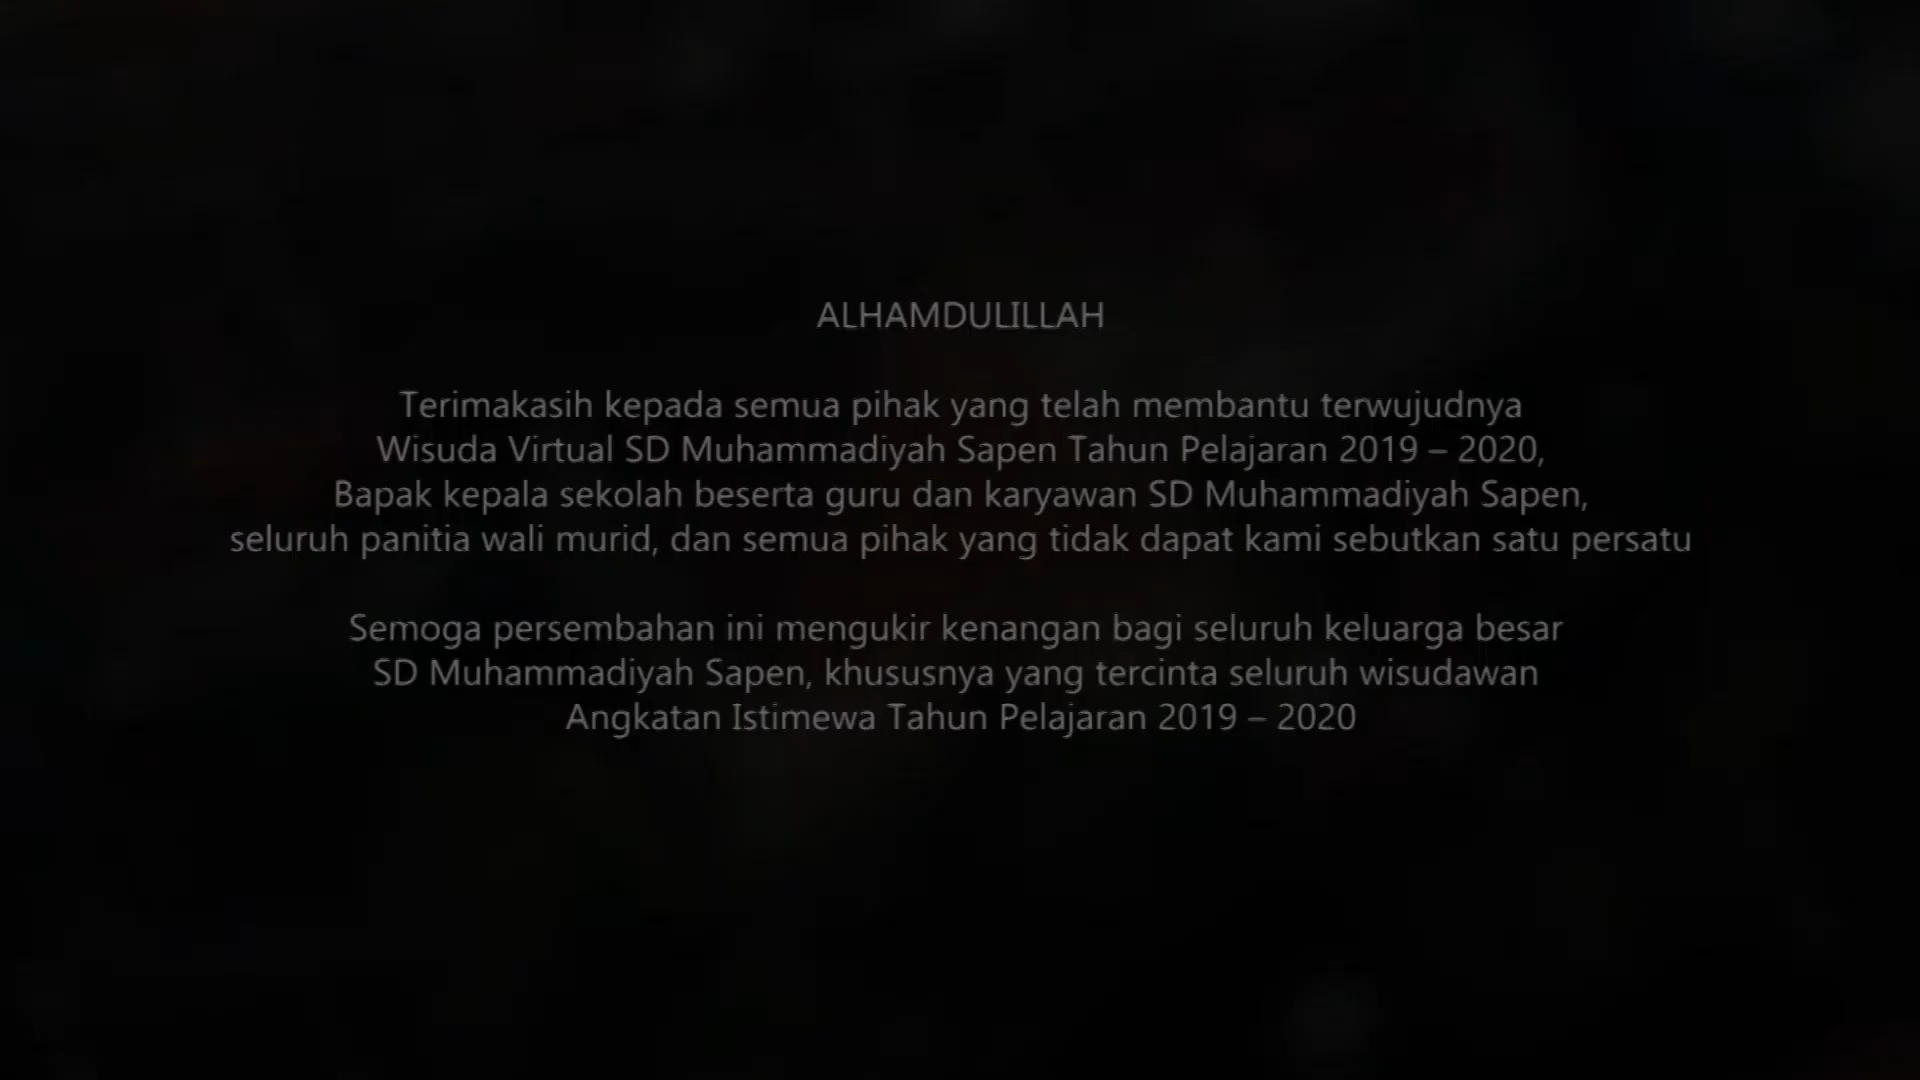 ALHAMDULILLAH
Terimakasih kepada semua pihak yang telah membantu terwujudnya
Wisuda Virtual SD Muhammadiyah Sapen Tahun Pelajaran 2019 – 2020,
Bapak kepala sekolah beserta guru dan karyawan SD Muhammadiyah Sapen,
seluruh panitia wali murid, dan semua pihak yang tidak dapat kami sebutkan satu persatu
Semoga persembahan ini mengukir kenangan bagi seluruh keluarga besar
SD Muhammadiyah Sapen, khususnya yang tercinta seluruh wisudawan
Angkatan Istimewa Tahun Pelajaran 2019 – 2020